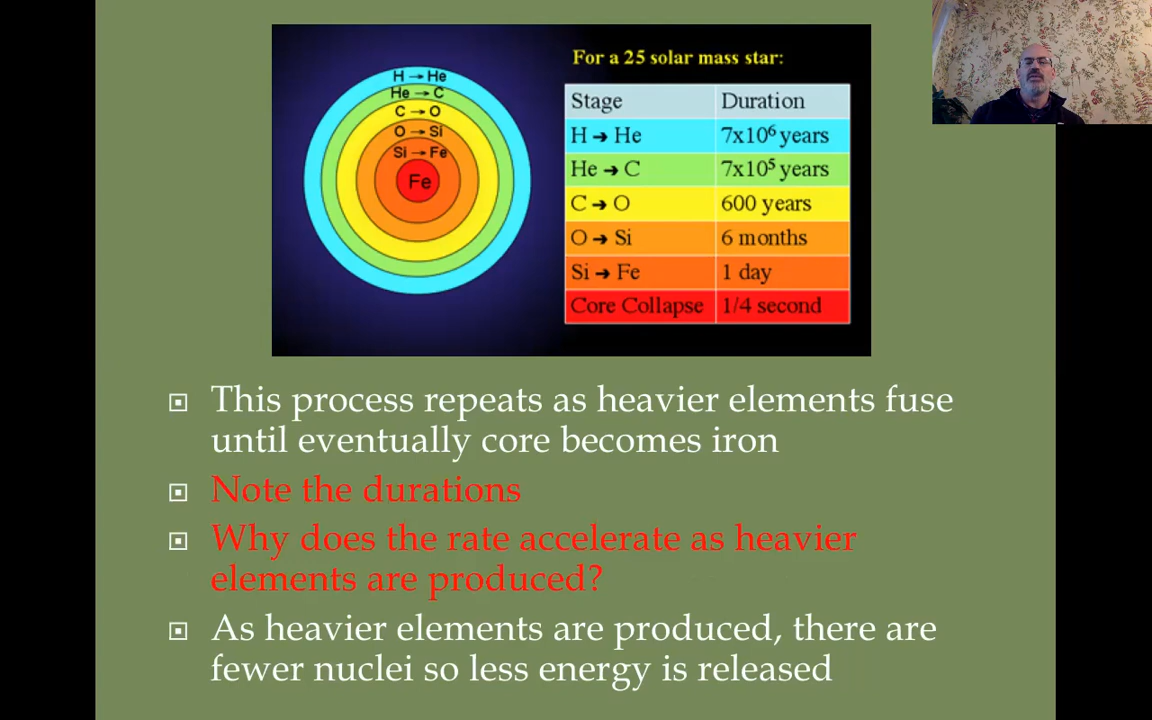 H → He
He → C
C → O
O → Si
Si → Fe
Fe
For a 25 solar mass star:
Stage Duration
H → He 7x10⁶ years
He → C 7x10⁵ years
C → O 600 years
O → Si 6 months
Si → Fe 1 day
Core Collapse 1/4 second
This process repeats as heavier elements fuse
until eventually core becomes iron
Note the durations
Why does the rate accelerate as heavier
elements are produced?
As heavier elements are produced, there are
fewer nuclei so less energy is released